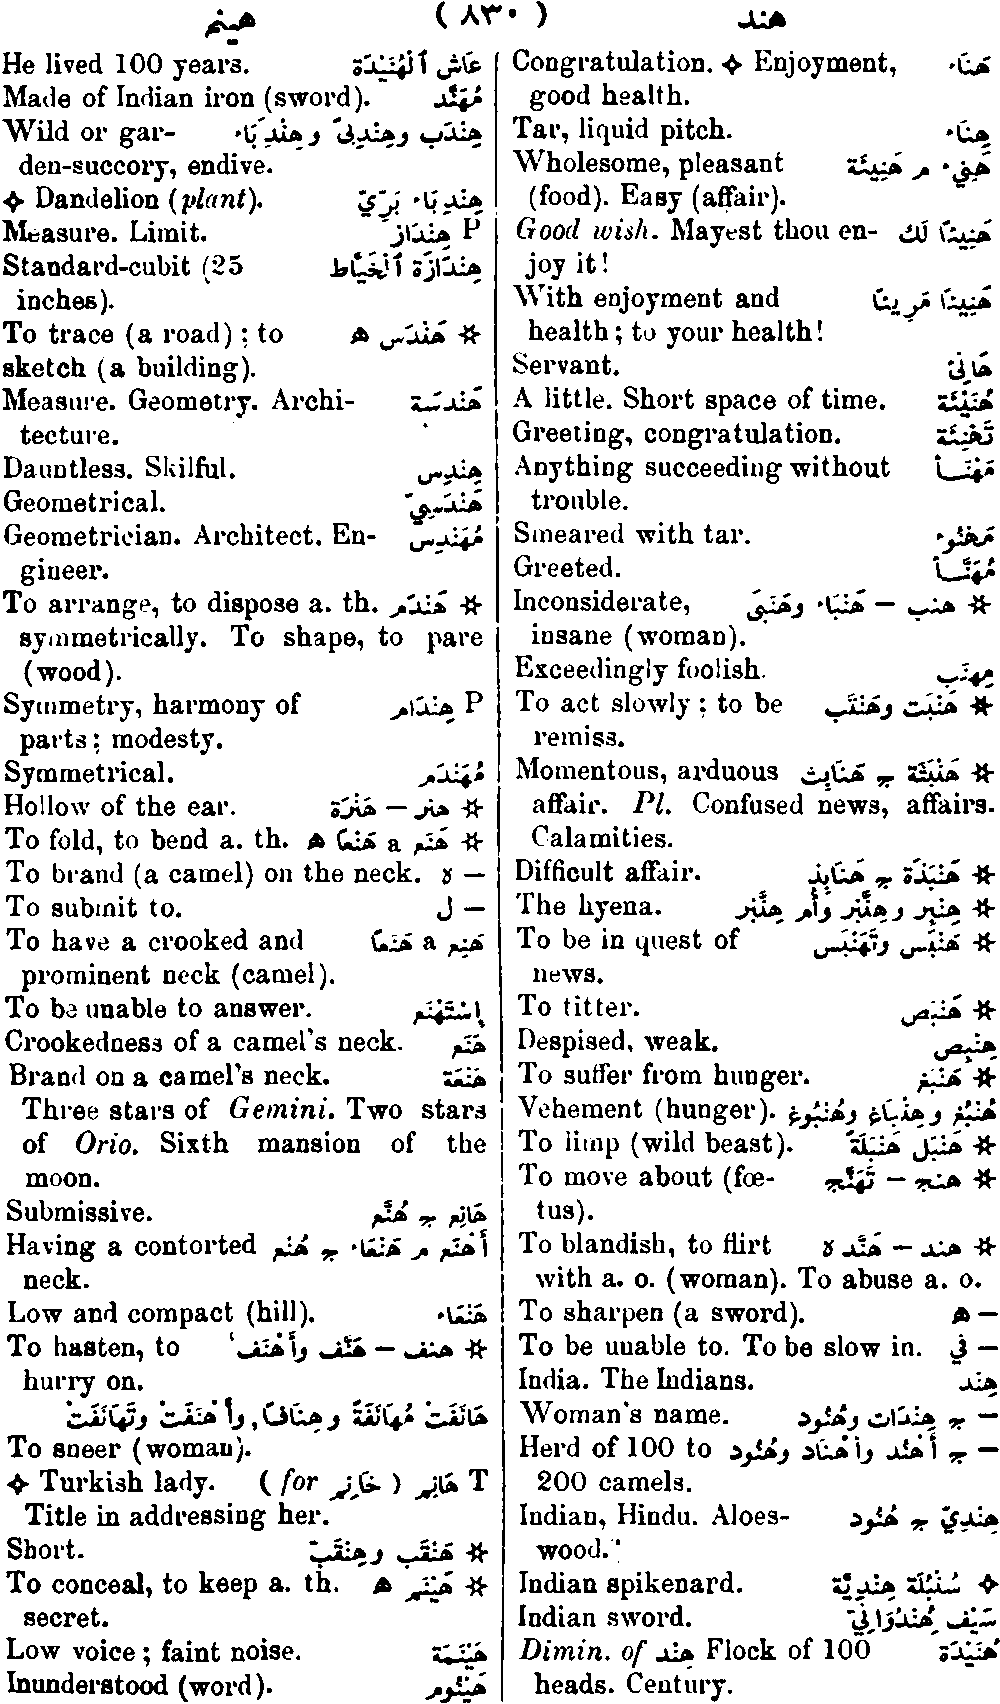 هند ( ٨٣٠ ) هينم
Congratulation. ✧ Enjoyment, هَنَاء
good health.
Tar, liquid pitch. هِنَاء
Wholesome, pleasant هَنِيء م هَنِيئَة
(food). Easy (affair).
Good wish. Mayest thou en- هَنِيئًا لَكَ
joy it!
With enjoyment and هَنِيئًا مَرِيئًا
health; to your health!
Servant. هَانِئ
A little. Short space of time. هُنَيْئَة
Greeting, congratulation. تَهْنِئَة
Anything succeeding without مَهْنَأ
trouble.
Smeared with tar. مَهْنُوء
Greeted. مُهَنَّأ
Inconsiderate, ☆ هنب – هَنْبَاء وهَنَبَى
insane (woman).
Exceedingly foolish. مِهْنَب
To act slowly; to be ☆ هَنْبَت وهَنْتَب
remiss.
Momentous, arduous ☆ هَنْبَثَة ج هَنَابِث
affair. Pl. Confused news, affairs.
Calamities.
Difficult affair. ☆ هَنْبَذَة ج هَنَابِذ
The hyena. ☆ هِنْبِر وهِنَّبْر وأُم هِنَّبْر
To be in quest of ☆ هَنْبَس وتَهَنْبَس
news.
To titter. ☆ هَنْبَص
Despised, weak. هِنْبِص
To suffer from hunger. ☆ هَنْبَغ
Vehement (hunger). هُنْبُغ وهِنْبَاغ وهُنْبُوغ
To limp (wild beast). ☆ هَنْبَل هَنْبَلَةً
To move about (fœ- ☆ هنج – تَهَنَّج
tus).
To blandish, to flirt ☆ هند – هَنَّد ه
with a. o. (woman). To abuse a. o.
To sharpen (a sword). – ه
To be unable to. To be slow in. – في
India. The Indians. هِنْد
Woman's name. – ج هِنْدَات وهُنُود
Herd of 100 to – ج أَهْنُد وأَهْنَاد وهُنُود
200 camels.
Indian, Hindu. Aloes- هِنْدِيّ ج هُنُود
wood.
Indian spikenard. ✧ سُنْبُلَة هِنْدِيَّة
Indian sword. سَيْف هُنْدُوَانِيّ
Dimin. of هِنْد Flock of 100 هُنَيْدَة
heads. Century.
He lived 100 years. عَاش ٱلْهُنَيْدَة
Made of Indian iron (sword). مُهَنَّد
Wild or gar- هِنْدَب وهِنْدِبَى وهِنْدَبَاء
den-succory, endive.
✧ Dandelion (plant). هِنْدِبَاء بَرِّيّ
Measure. Limit. P هِنْدَاز
Standard-cubit (25 هِنْدَازَة ٱلْخَيَّاط
inches).
To trace (a road); to ☆ هَنْدَس ه
sketch (a building).
Measure. Geometry. Archi- هَنْدَسَة
tecture.
Dauntless. Skilful. هِنْدِس
Geometrical. هَنْدَسِيّ
Geometrician. Architect. En- مُهَنْدِس
gineer.
To arrange, to dispose a. th. ☆ هَنْدَم
symmetrically. To shape, to pare
(wood).
Symmetry, harmony of P هِنْدَام
parts; modesty.
Symmetrical. مُهَنْدَم
Hollow of the ear. ☆ هنر – هَنْرَة
To fold, to bend a. th. ☆ هَنَع a هَنْعًا ه
To brand (a camel) on the neck. – ه
To submit to. – ل
To have a crooked and هَنِع a هَنَعًا
prominent neck (camel).
To be unable to answer. إِسْتَهْنَع
Crookedness of a camel's neck. هَنَع
Brand on a camel's neck. هَنْعَة
Three stars of Gemini. Two stars
of Orio. Sixth mansion of the
moon.
Submissive. هَانِع ج هُنَّع
Having a contorted أَهْنَع م هَنْعَاء ج هُنْع
neck.
Low and compact (hill). هَنْعَاء
To hasten, to ☆ هنف – هَنَّف وأَهْنَف،
hurry on.
هَانَفَتْ مُهَانَفَةً وهِنَافًا، وأَهْنَفَتْ وتَهَانَفَتْ
To sneer (woman).
✧ Turkish lady. ( for خَانِم ) T هَانِم
Title in addressing her.
Short. ☆ هَنْقَب وهِنْقَبّ
To conceal, to keep a. th. ☆ هَيْنَم ه
secret.
Low voice; faint noise. هَيْنَمَة
Inunderstood (word). هَيْنُوم